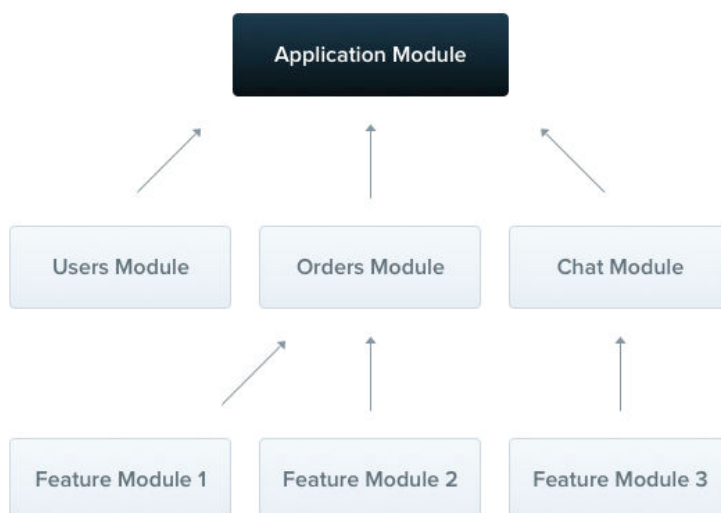 Application Module
Users Module
Orders Module
Chat Module
Feature Module 1
Feature Module 2
Feature Module 3